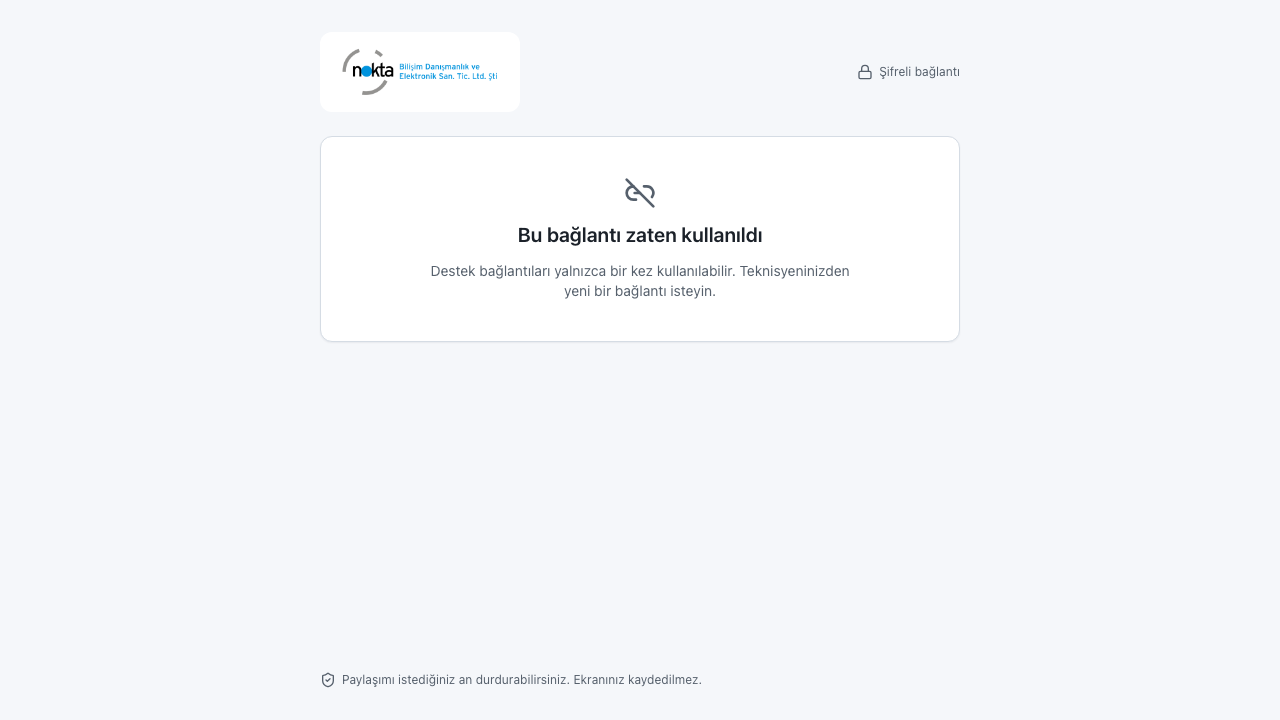 nokta
Bilişim Danışmanlık ve
Elektronik San. Tic. Ltd. Şti
Şifreli bağlantı
Bu bağlantı zaten kullanıldı
Destek bağlantıları yalnızca bir kez kullanılabilir. Teknisyeninizden
yeni bir bağlantı isteyin.
Paylaşımı istediğiniz an durdurabilirsiniz. Ekranınız kaydedilmez.